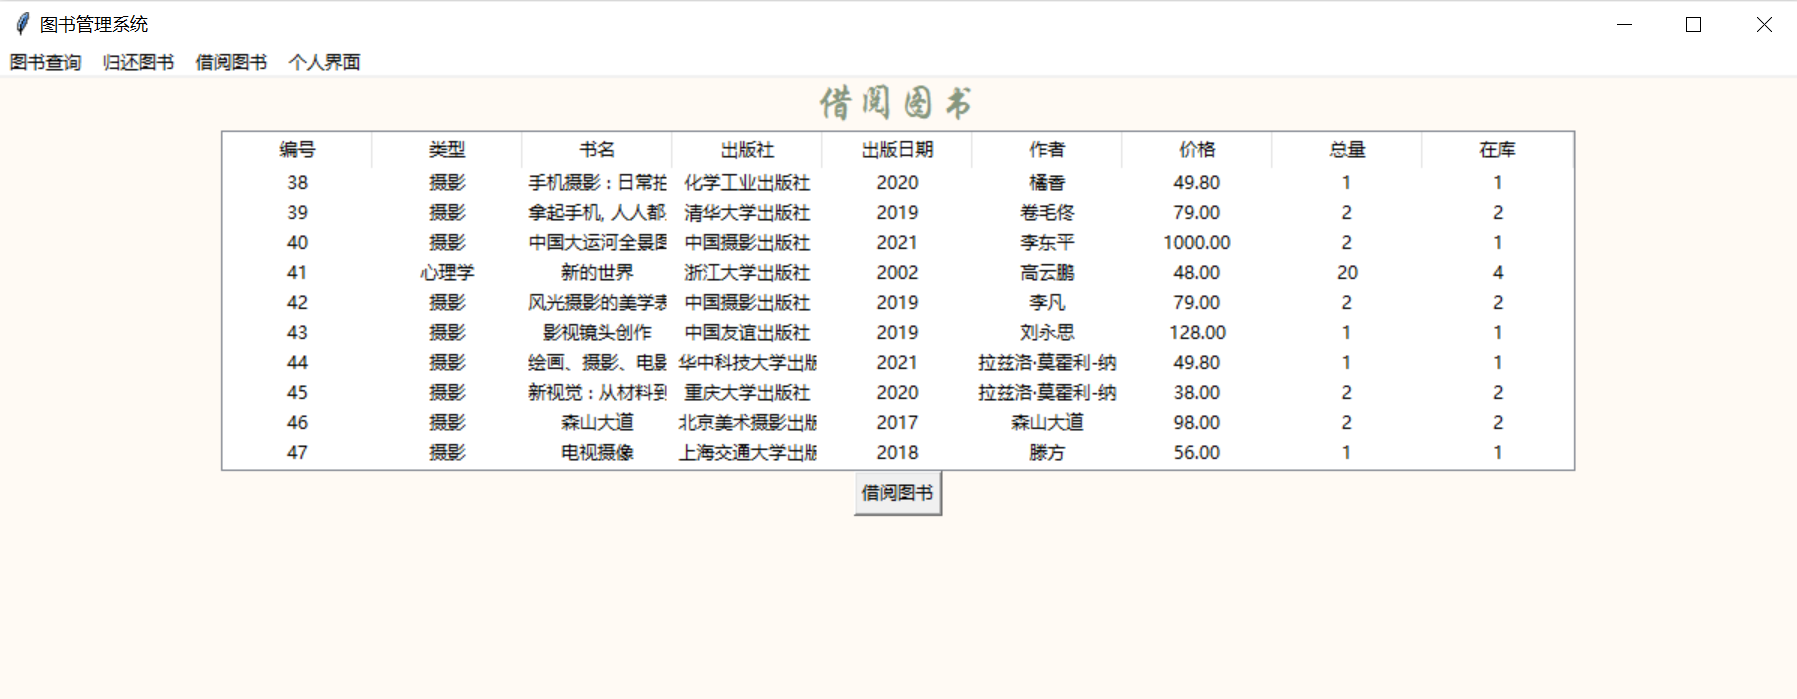 图书管理系统
图书查询 归还图书 借阅图书 个人界面
借阅图书
编号 类型 书名 出版社 出版日期 作者 价格 总量 在库
38 摄影 手机摄影：日常拍 化学工业出版社 2020 橘香 49.80 1 1
39 摄影 拿起手机, 人人都 清华大学出版社 2019 卷毛佟 79.00 2 2
40 摄影 中国大运河全景图 中国摄影出版社 2021 李东平 1000.00 2 1
41 心理学 新的世界 浙江大学出版社 2002 高云鹏 48.00 20 4
42 摄影 风光摄影的美学表 中国摄影出版社 2019 李凡 79.00 2 2
43 摄影 影视镜头创作 中国友谊出版社 2019 刘永思 128.00 1 1
44 摄影 绘画、摄影、电影 华中科技大学出版 2021 拉兹洛·莫霍利-纳 49.80 1 1
45 摄影 新视觉：从材料到 重庆大学出版社 2020 拉兹洛·莫霍利-纳 38.00 2 2
46 摄影 森山大道 北京美术摄影出版 2017 森山大道 98.00 2 2
47 摄影 电视摄像 上海交通大学出版 2018 滕方 56.00 1 1
借阅图书